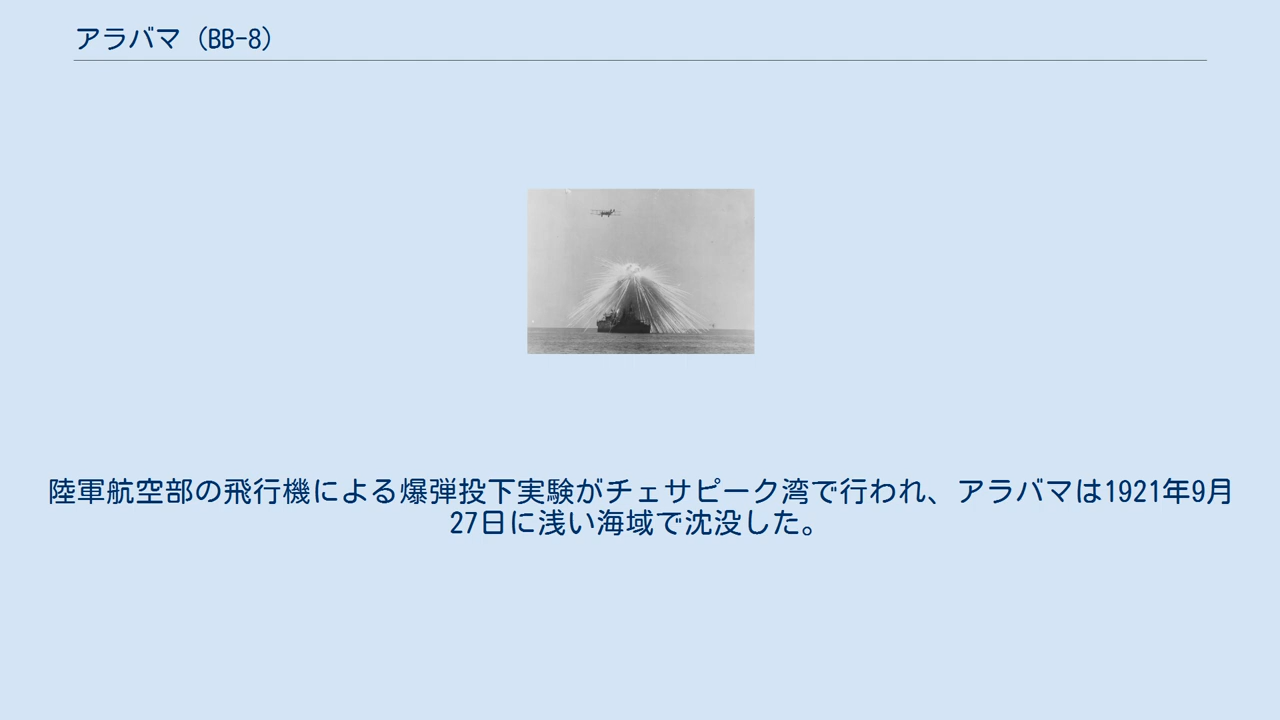 アラバマ（BB-8）
陸軍航空部の飛行機による爆弾投下実験がチェサピーク湾で行われ、アラバマは1921年9月
27日に浅い海域で沈没した。